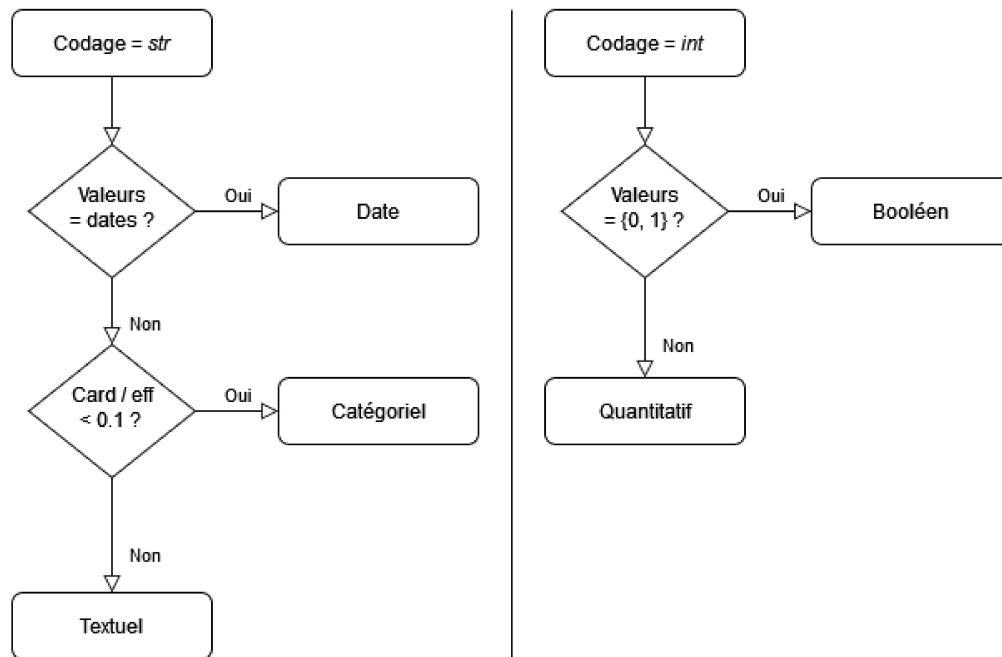 Codage = str
Valeurs
= dates ?
Oui
Date
Non
Card / eff
< 0.1 ?
Oui
Catégoriel
Non
Textuel
Codage = int
Valeurs
= {0, 1} ?
Oui
Booléen
Non
Quantitatif